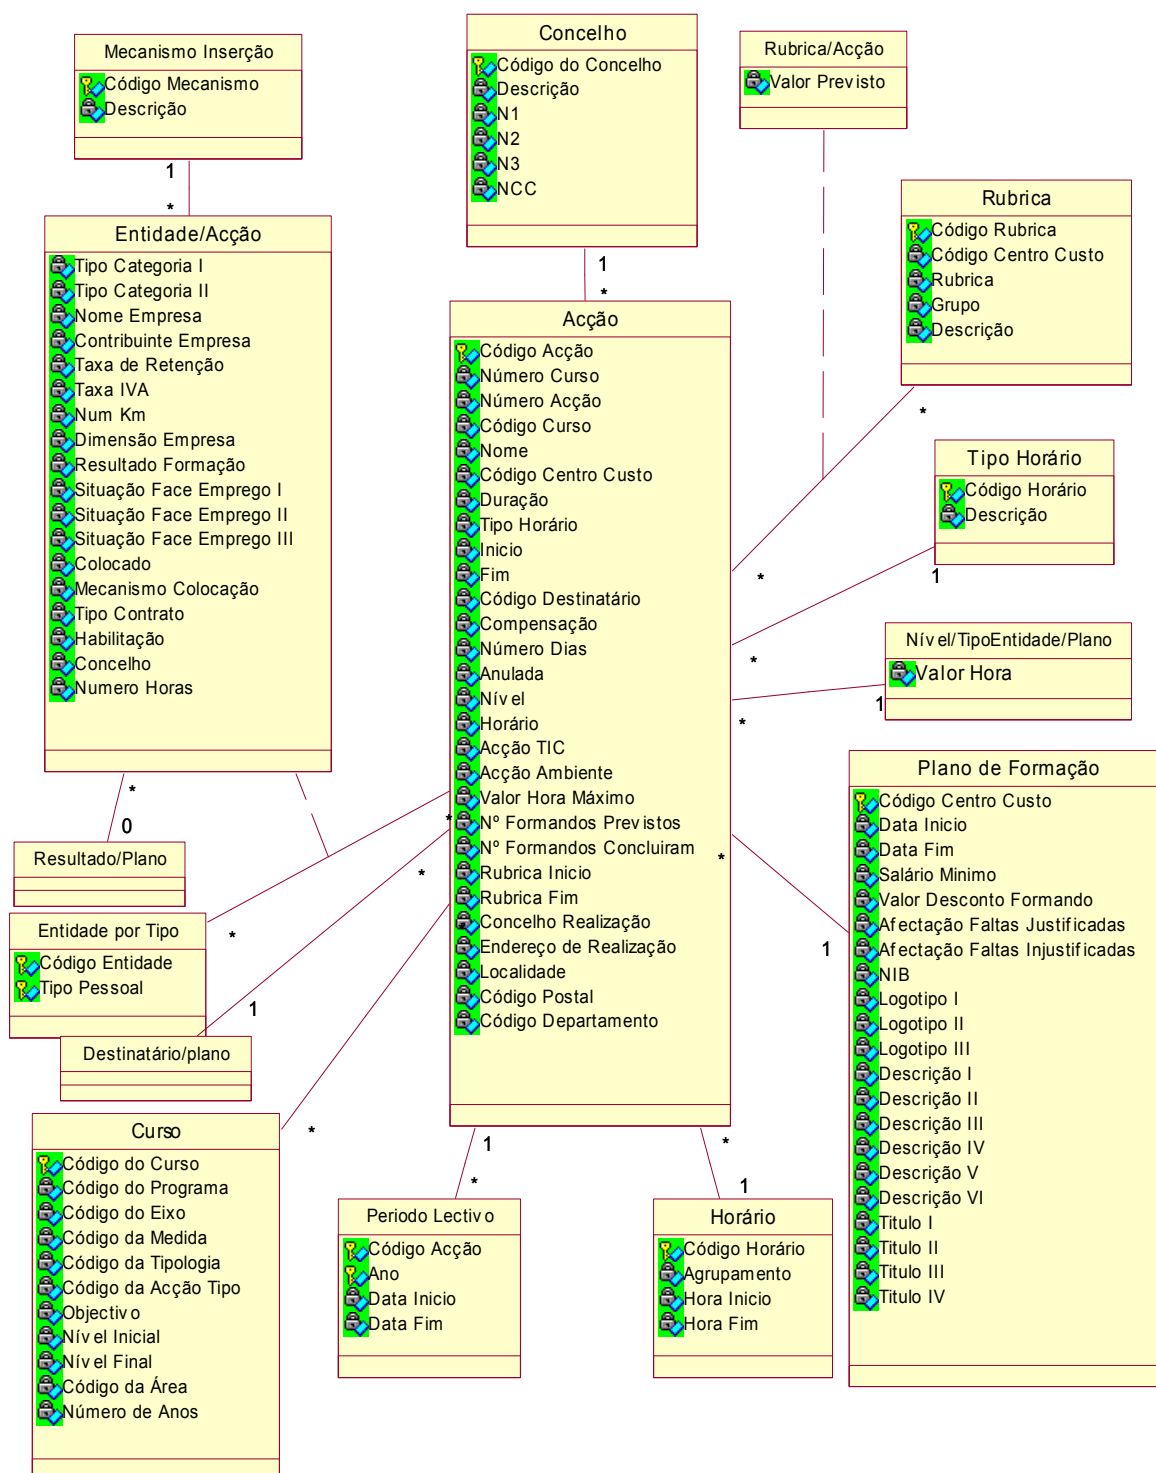 Mecanismo Inserção
Código Mecanismo
Descrição
1
*
Concelho
Código do Concelho
Descrição
N1
N2
N3
NCC
1
*
Rubrica/Acção
Valor Previsto
Rubrica
Código Rubrica
Código Centro Custo
Rubrica
Grupo
Descrição
*
*
Entidade/Acção
Tipo Categoria I
Tipo Categoria II
Nome Empresa
Contribuinte Empresa
Taxa de Retenção
Taxa IVA
Num Km
Dimensão Empresa
Resultado Formação
Situação Face Emprego I
Situação Face Emprego II
Situação Face Emprego III
Colocado
Mecanismo Colocação
Tipo Contrato
Habilitação
Concelho
Numero Horas
*
0
Acção
Código Acção
Número Curso
Número Acção
Código Curso
Nome
Código Centro Custo
Duração
Tipo Horário
Inicio
Fim
Código Destinatário
Compensação
Número Dias
Anulada
Nível
Horário
Acção TIC
Acção Ambiente
Valor Hora Máximo
Nº Formandos Previstos
Nº Formandos Concluiram
Rubrica Inicio
Rubrica Fim
Concelho Realização
Endereço de Realização
Localidade
Código Postal
Código Departamento
Tipo Horário
Código Horário
Descrição
1
*
Nível/TipoEntidade/Plano
Valor Hora
1
*
Plano de Formação
Código Centro Custo
Data Inicio
Data Fim
Salário Minimo
Valor Desconto Formando
Afectação Faltas Justificadas
Afectação Faltas Injustificadas
NIB
Logotipo I
Logotipo II
Logotipo III
Descrição I
Descrição II
Descrição III
Descrição IV
Descrição V
Descrição VI
Titulo I
Titulo II
Titulo III
Titulo IV
*
1
Resultado/Plano
*
*
Entidade por Tipo
Código Entidade
Tipo Pessoal
*
1
Destinatário/plano
Curso
Código do Curso
Código do Programa
Código do Eixo
Código da Medida
Código da Tipologia
Código da Acção Tipo
Objectivo
Nível Inicial
Nível Final
Código da Área
Número de Anos
*
1
*
Periodo Lectivo
Código Acção
Ano
Data Inicio
Data Fim
*
1
Horário
Código Horário
Agrupamento
Hora Inicio
Hora Fim